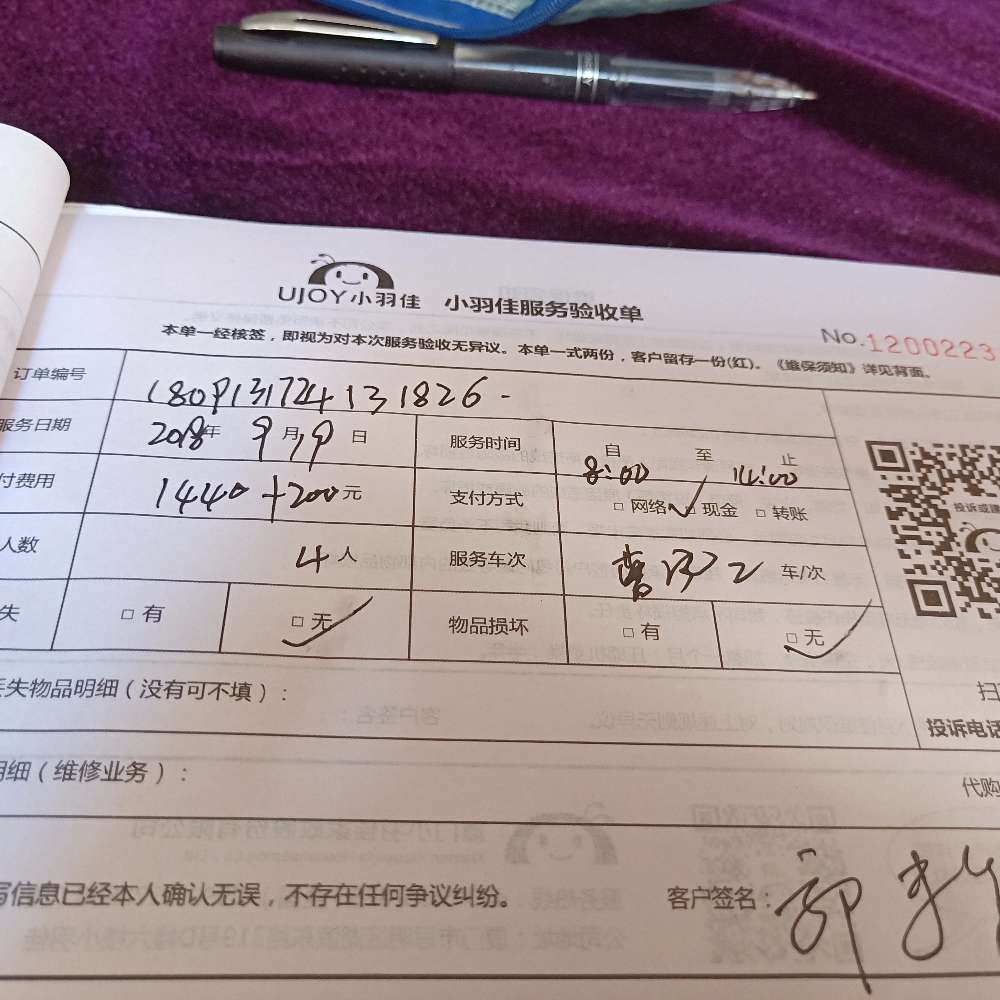 UJOY小羽佳 小羽佳服务验收单
No.1200223
本单一经核签，即视为对本次服务验收无异议。本单一式两份，客户留存一份(红)。《维保须知》详见背面。
订单编号 1809131724131826
服务日期 2018年 9月19日 服务时间 自 8:00 至 14:00 止
付费用 1440+200元 支付方式 □网络 □现金 □转账
人数 4人 服务车次 2 车/次
失 □有 □无 物品损坏 □有 □无
失物品明细（没有可不填）：
扫
投诉电话
明细（维修业务）：
代购
写信息已经本人确认无误，不存在任何争议纠纷。 客户签名：郭